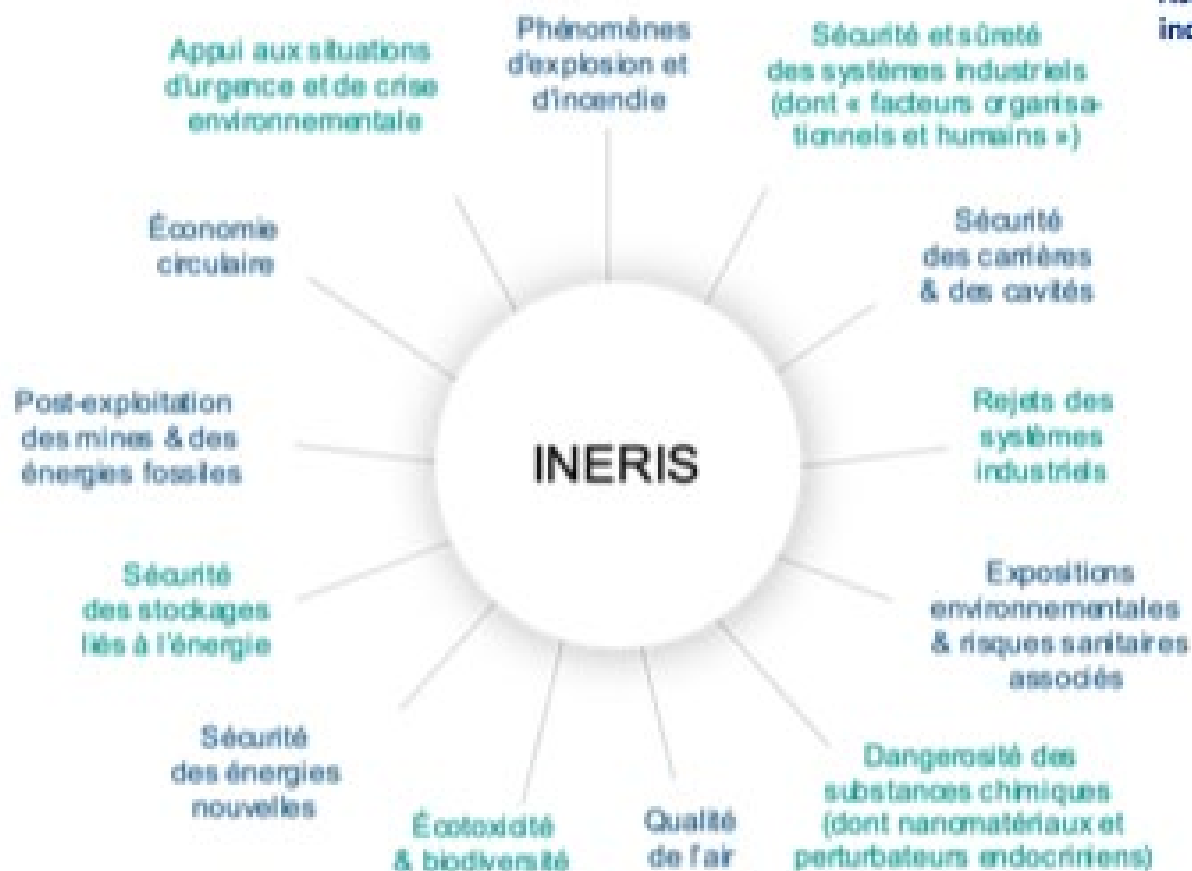 Appui aux situations
d'urgence et de crise
environnementale
Phénomènes
d'explosion et
d'incendie
Sécurité et sûreté
des systèmes industriels
(dont « facteurs organisa-
tionnels et humains »)
Économie
circulaire
Sécurité
des carrières
& des cavités
Post-exploitation
des mines & des
énergies fossiles
INERIS
Rejets des
systèmes
industriels
Sécurité
des stockages
liés à l'énergie
Expositions
environnementales
& risques sanitaires
associés
Sécurité
des énergies
nouvelles
Écotoxicité
& biodiversité
Qualité
de l'air
Dangerosité des
substances chimiques
(dont nanomatériaux et
perturbateurs endocriniens)